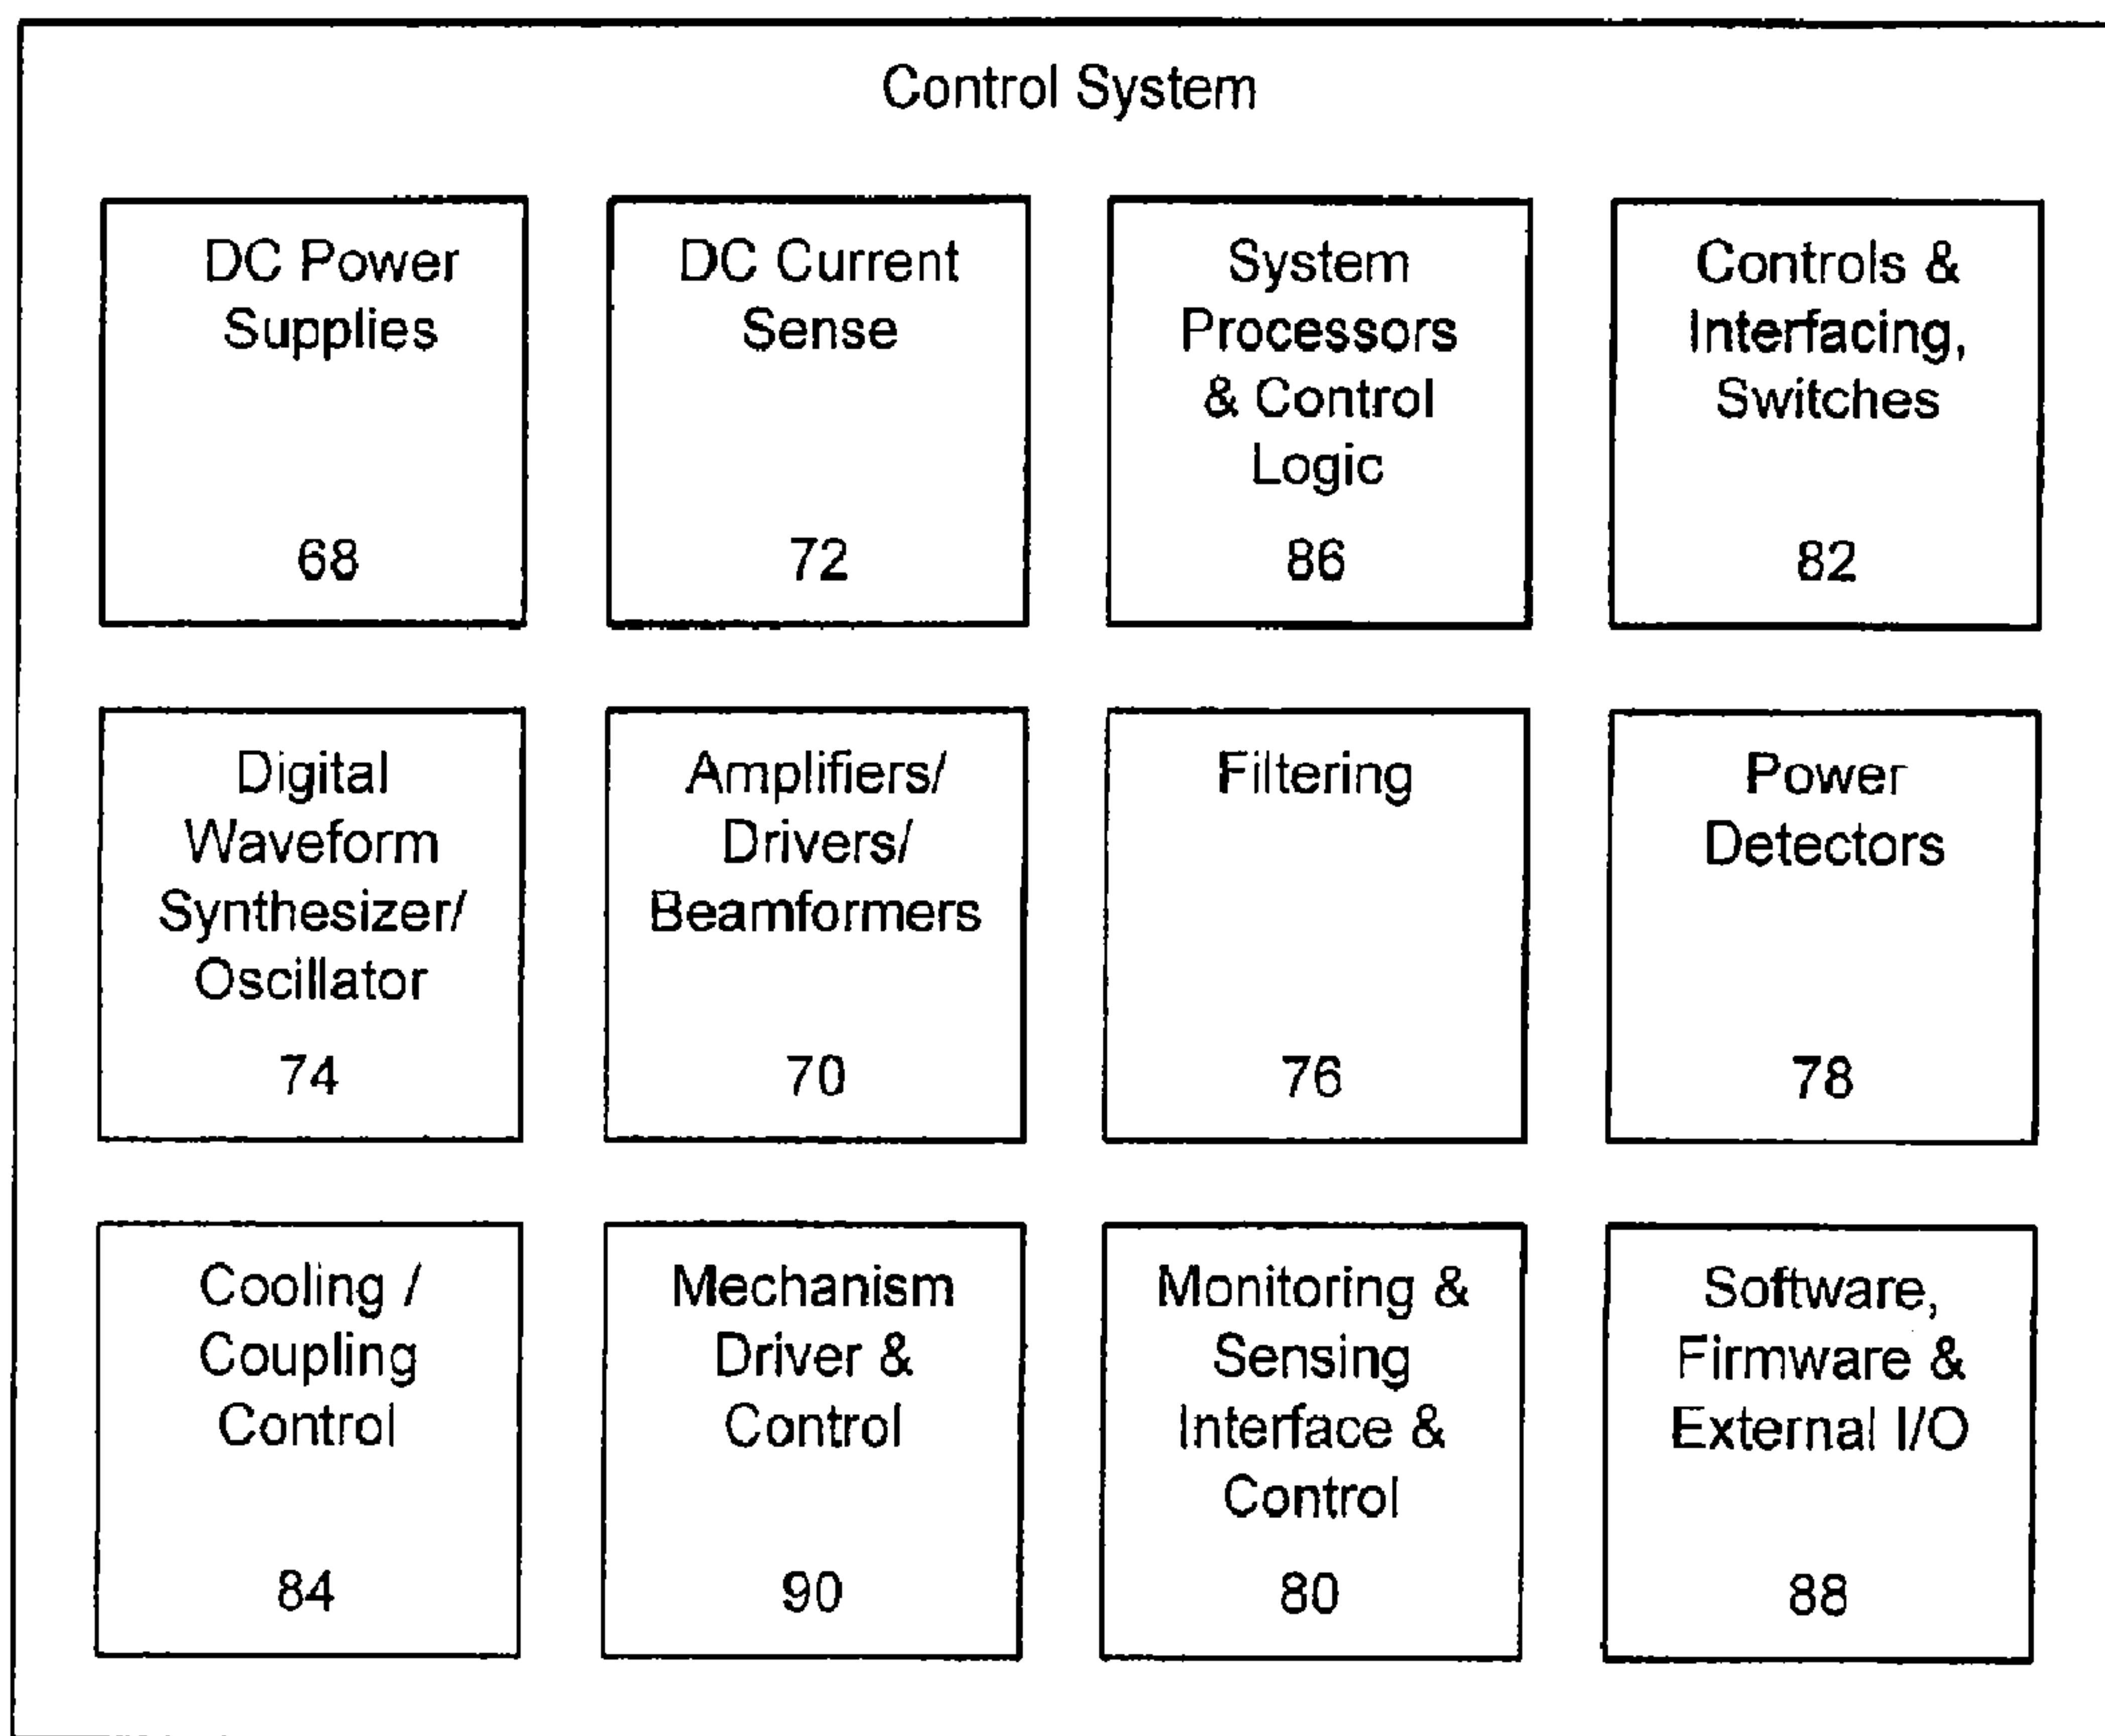 Control System
DC Power
Supplies
68
DC Current
Sense
72
System
Processors
& Control
Logic
86
Controls &
Interfacing,
Switches
82
Digital
Waveform
Synthesizer/
Oscillator
74
Amplifiers/
Drivers/
Beamformers
70
Filtering
76
Power
Detectors
78
Cooling /
Coupling
Control
84
Mechanism
Driver &
Control
90
Monitoring &
Sensing
Interface &
Control
80
Software,
Firmware &
External I/O
88